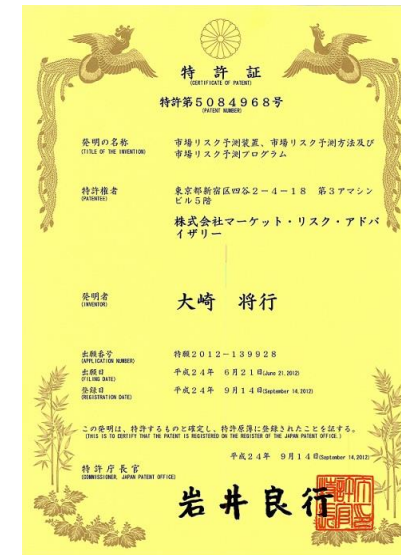 特許証
(CERTIFICATE OF PATENT)
特許第5084968号
(PATENT NUMBER)
発明の名称
(TITLE OF THE INVENTION)
市場リスク予測装置、市場リスク予測方法及び
市場リスク予測プログラム
特許権者
(PATENTEE)
東京都新宿区四谷2-4-18 第3アマシン
ビル5階
株式会社マーケット・リスク・アドバ
イザリー
発明者
(INVENTOR)
大崎 将行
出願番号
(APPLICATION NUMBER)
特願2012-139928
出願日
(FILING DATE)
平成24年 6月21日(June 21,2012)
登録日
(REGISTRATION DATE)
平成24年 9月14日(September 14,2012)
この発明は、特許するものと確定し、特許原簿に登録されたことを証する。
(THIS IS TO CERTIFY THAT THE PATENT IS REGISTERED ON THE REGISTER OF THE JAPAN PATENT OFFICE.)
平成24年 9月14日(September 14,2012)
特許庁長官
(COMMISSIONER, JAPAN PATENT OFFICE)
岩井良行